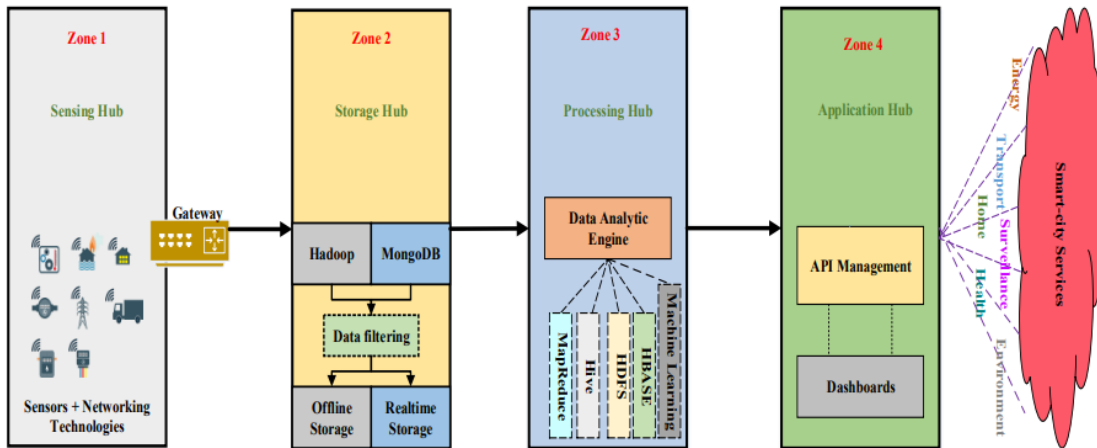 Zone 1
Sensing Hub
Sensors + Networking
Technologies
Gateway
Zone 2
Storage Hub
Hadoop
MongoDB
Data filtering
Offline
Storage
Realtime
Storage
Zone 3
Processing Hub
Data Analytic
Engine
MapReduce
Hive
HDFS
HBASE
Machine Learning
Zone 4
Application Hub
API Management
Dashboards
Energy
Transport
Home
Surveillance
Health
Environment
Smart-city Services